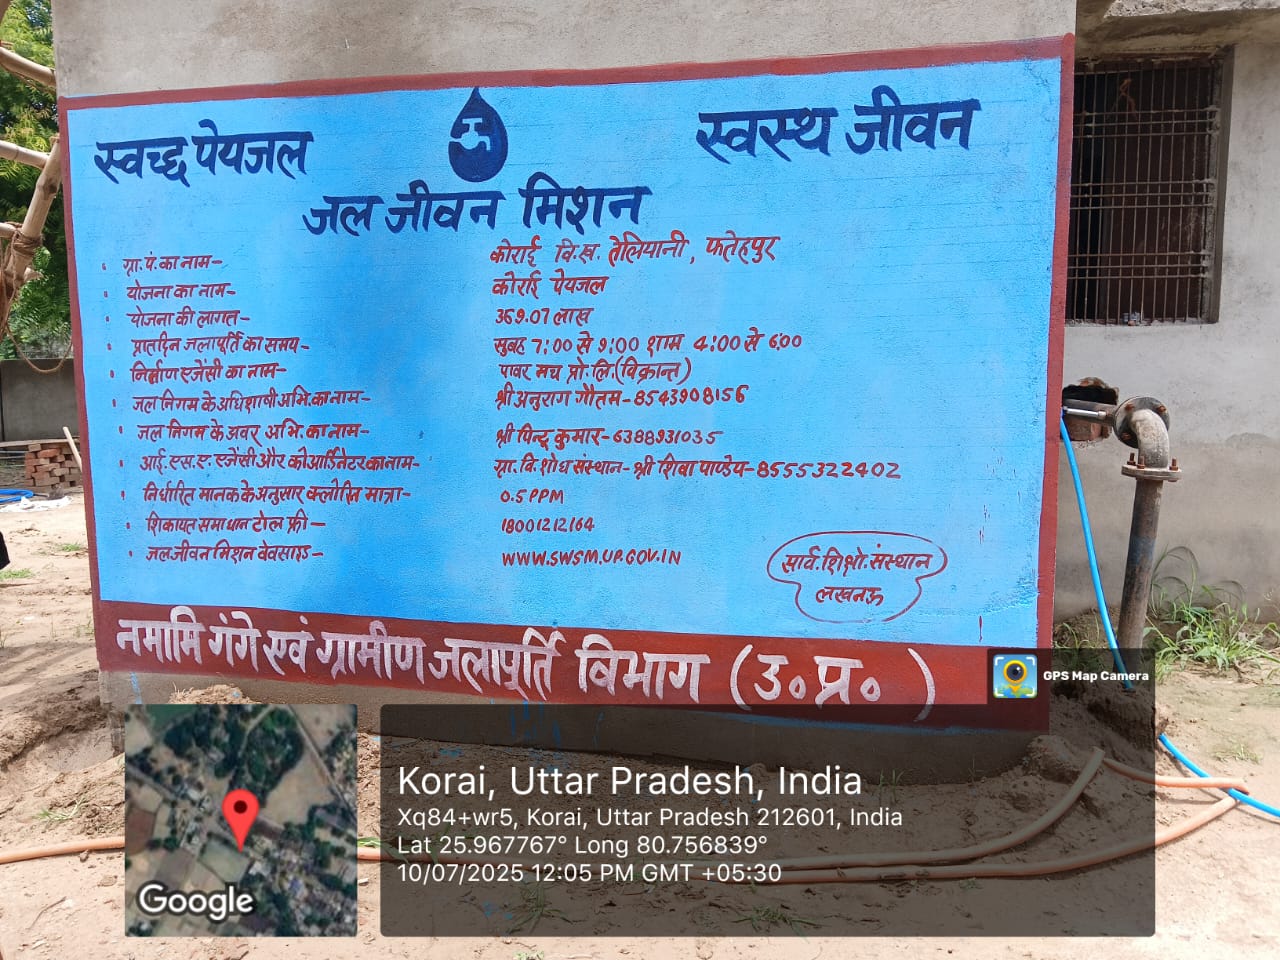 स्वच्छ पेयजल
स्वस्थ जीवन
जल जीवन मिशन
ग्रा.पं.का नाम- कोराई वि.ख. तेलियानी, फतेहपुर
योजना का नाम- कोराई पेयजल
योजना की लागत- 369.07 लाख
प्रतिदिन जलापूर्ति का समय- सुबह 7:00 से 9:00 शाम 4:00 से 6:00
निर्माण एजेंसी का नाम- पावर मच प्रो.लि.(विक्रान्त)
जल निगम के अधिशाषी अभि.का नाम- श्री अनुराग गौतम-8543908156
जल निगम के अवर अभि.का नाम- श्री पिन्टू कुमार-6388931035
आई.एस.ए. एजेंसी और कोआर्डिनेटर का नाम- ग्रा.वि.शोध संस्थान-श्री शिवा पाण्डेय-8555322402
निर्धारित मानक के अनुसार क्लोरिन मात्रा- 0.5 PPM
शिकायत समाधान टोल फ्री- 18001212164
जल जीवन मिशन वेवसाइड- WWW.SWSM.UP.GOV.IN
सार्व.शिक्षो.संस्थान
लखनऊ
नमामि गंगे एवं ग्रामीण जलापूर्ति विभाग (उ॰प्र॰)
GPS Map Camera
Korai, Uttar Pradesh, India
Xq84+wr5, Korai, Uttar Pradesh 212601, India
Lat 25.967767° Long 80.756839°
10/07/2025 12:05 PM GMT +05:30
Google